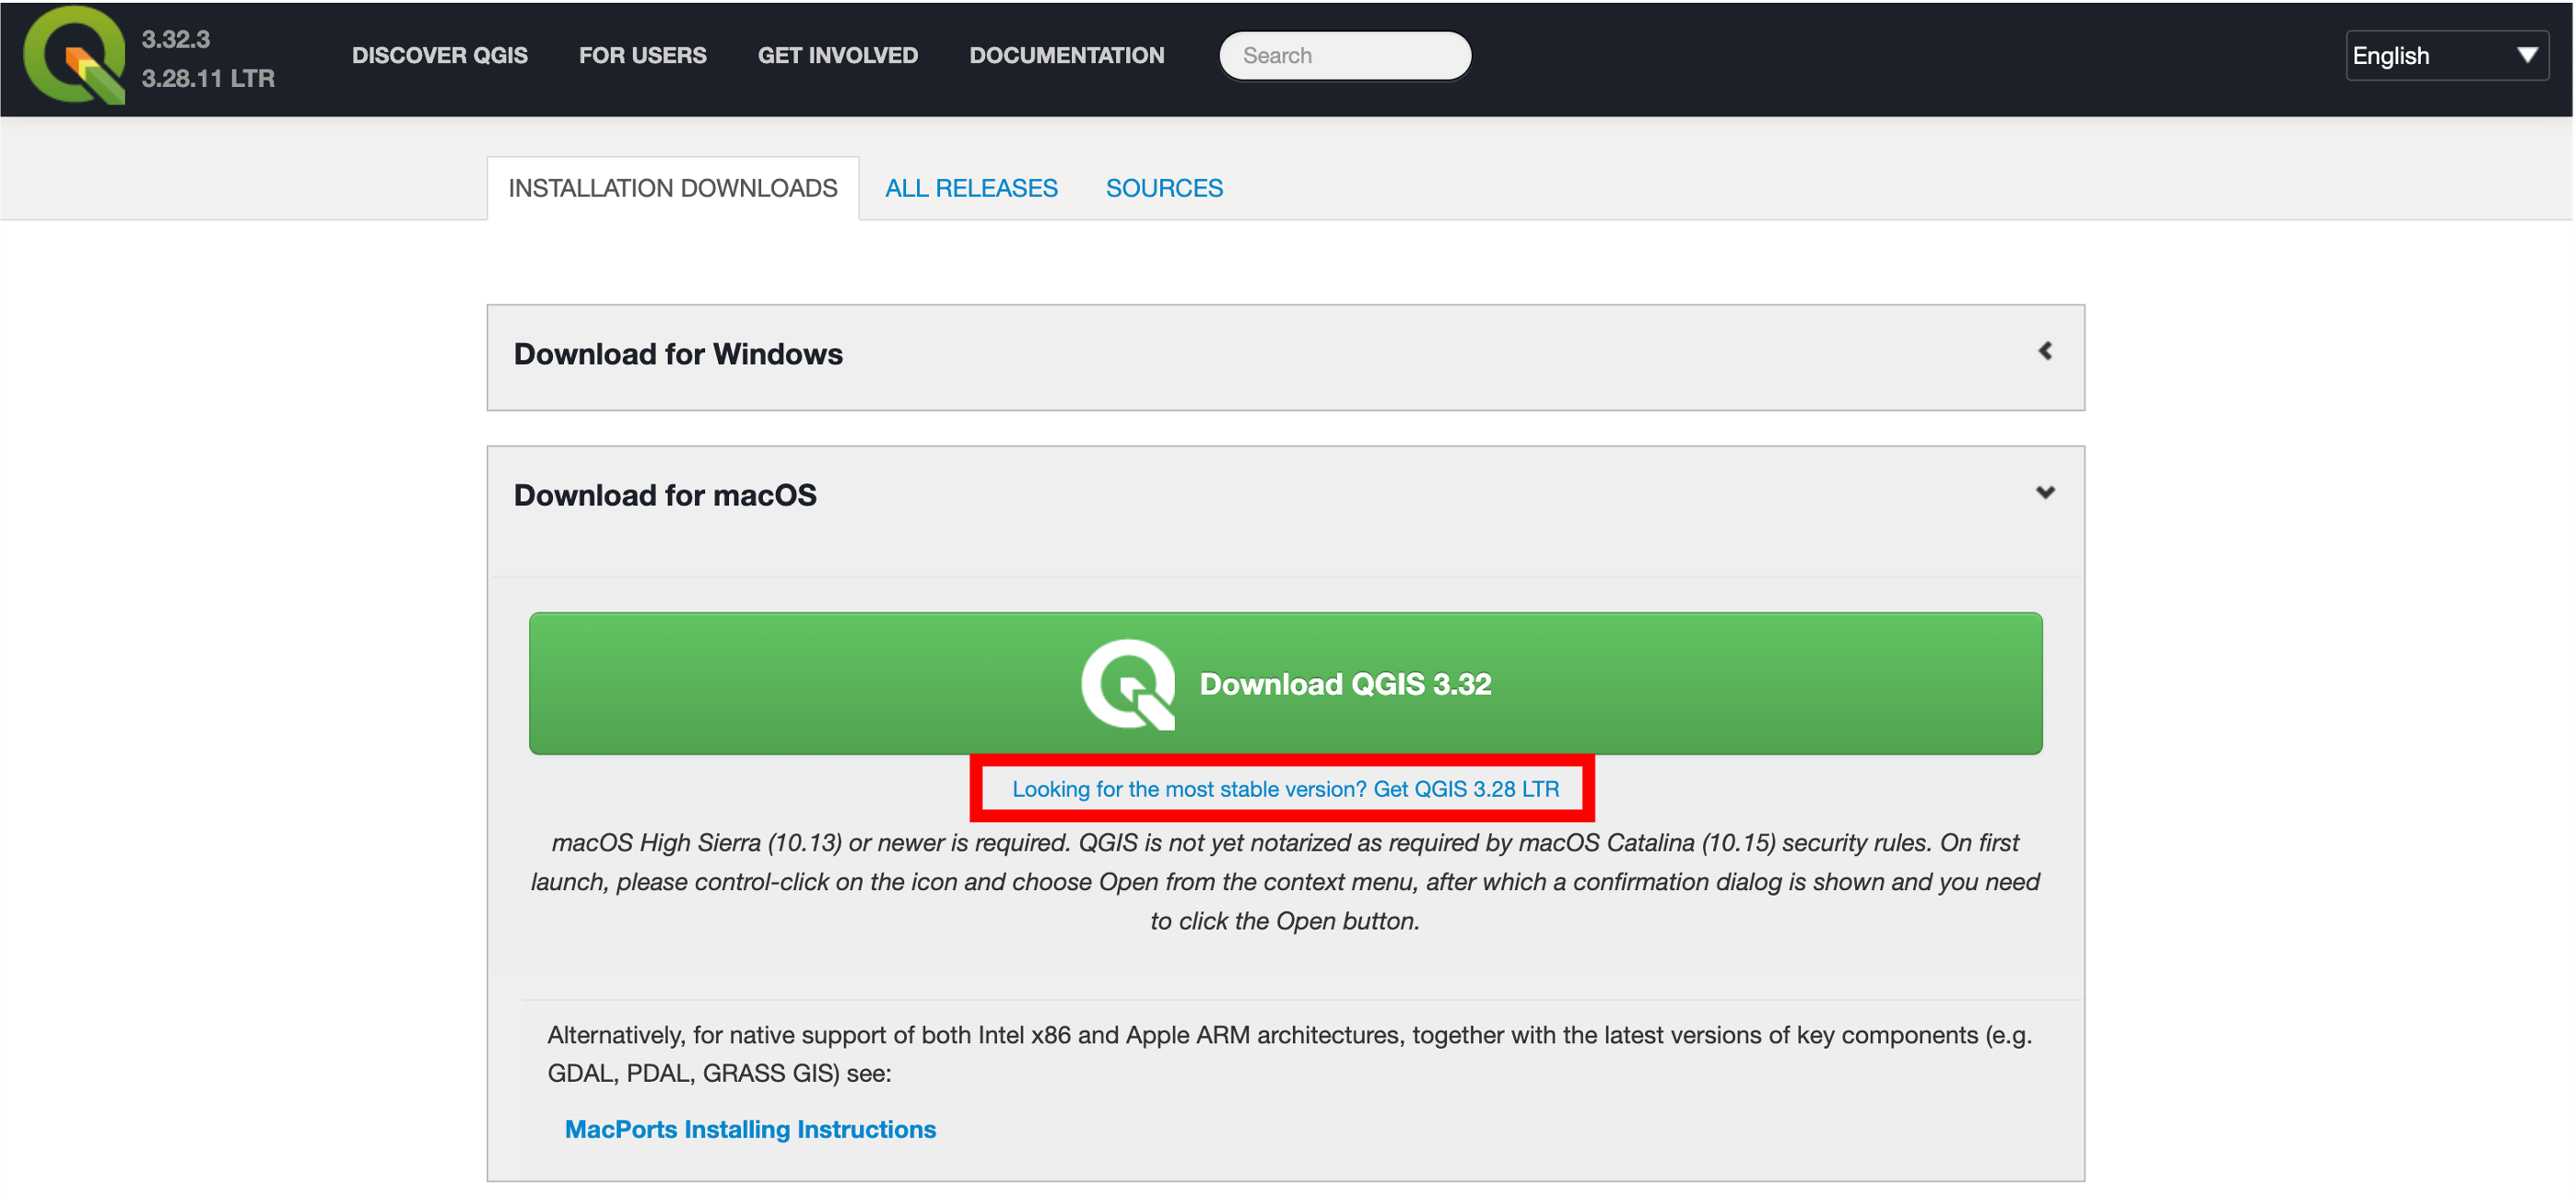 3.32.3
3.28.11 LTR
DISCOVER QGIS
FOR USERS
GET INVOLVED
DOCUMENTATION
Search
English
INSTALLATION DOWNLOADS
ALL RELEASES
SOURCES
Download for Windows
Download for macOS
Download QGIS 3.32
Looking for the most stable version? Get QGIS 3.28 LTR
macOS High Sierra (10.13) or newer is required. QGIS is not yet notarized as required by macOS Catalina (10.15) security rules. On first
launch, please control-click on the icon and choose Open from the context menu, after which a confirmation dialog is shown and you need
to click the Open button.
Alternatively, for native support of both Intel x86 and Apple ARM architectures, together with the latest versions of key components (e.g.
GDAL, PDAL, GRASS GIS) see:
MacPorts Installing Instructions